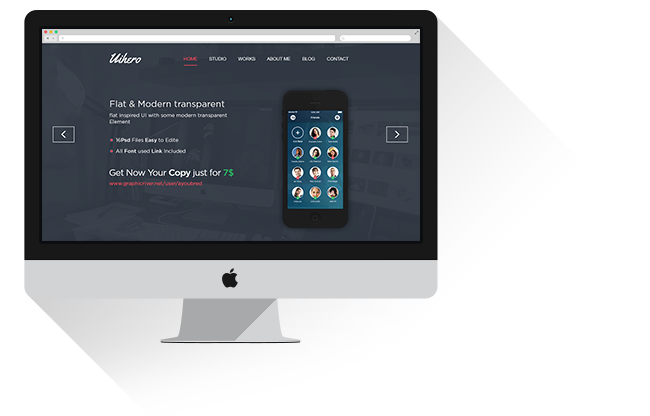 Uihero
HOME STUDIO WORKS ABOUT ME BLOG CONTACT
Flat & Modern transparent
flat inspired UI with some modern transparent
Element
16Psd Files Easy to Edite
All Font used Link Included
Get Now Your Copy just for 7$
www.graphicriver.net/user/ayoubred
Friends